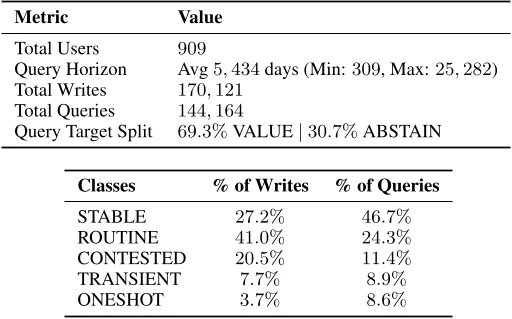 Metric Value
Total Users 909
Query Horizon Avg 5, 434 days (Min: 309, Max: 25, 282)
Total Writes 170, 121
Total Queries 144, 164
Query Target Split 69.3% VALUE | 30.7% ABSTAIN
Classes % of Writes % of Queries
STABLE 27.2% 46.7%
ROUTINE 41.0% 24.3%
CONTESTED 20.5% 11.4%
TRANSIENT 7.7% 8.9%
ONESHOT 3.7% 8.6%